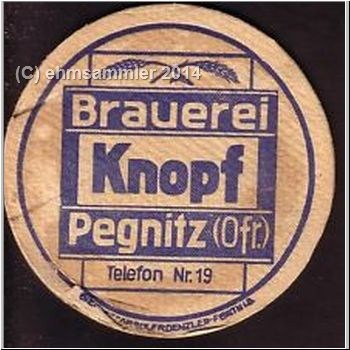 (C) ehmsammler 2014
Brauerei
Knopf
Pegnitz (Ofr.)
Telefon Nr. 19